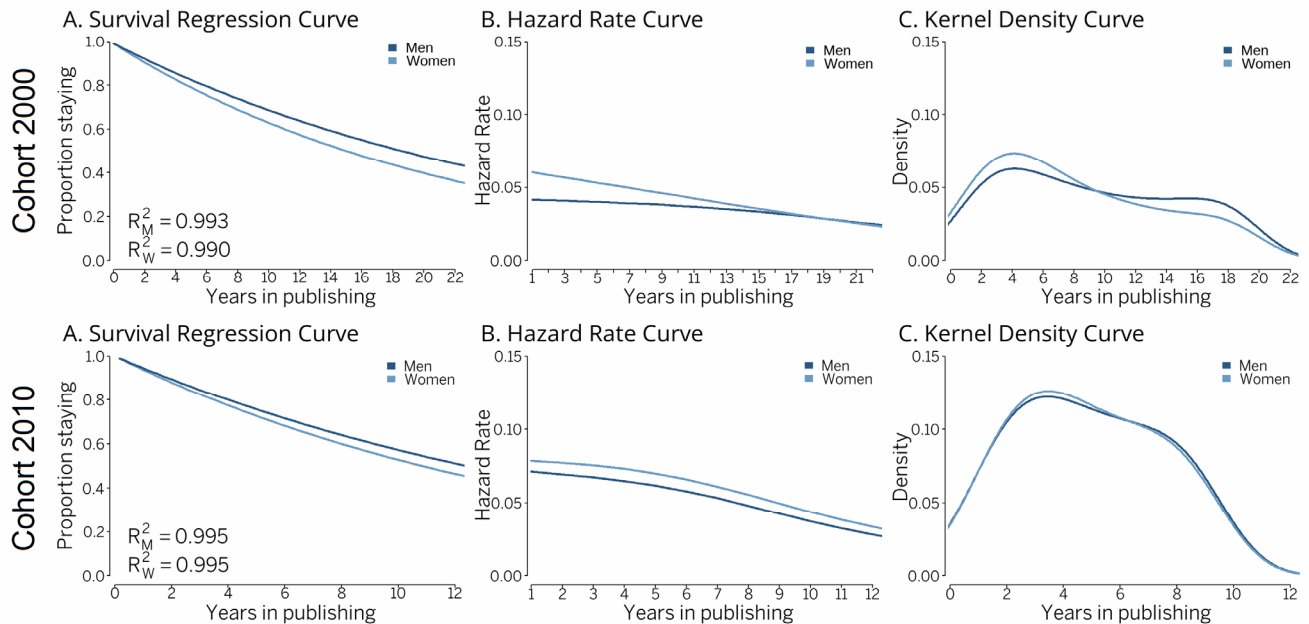 Cohort 2000
A. Survival Regression Curve
Proportion staying
1.0
0.8
0.6
0.4
0.2
0.0
Men
Women
R²M = 0.993
R²W = 0.990
0 2 4 6 8 10 12 14 16 18 20 22
Years in publishing
B. Hazard Rate Curve
Hazard Rate
0.15
0.10
0.05
0.00
Men
Women
1 3 5 7 9 11 13 15 17 19 21
Years in publishing
C. Kernel Density Curve
Density
0.15
0.10
0.05
0.00
Men
Women
0 2 4 6 8 10 12 14 16 18 20 22
Years in publishing
Cohort 2010
A. Survival Regression Curve
Proportion staying
1.0
0.8
0.6
0.4
0.2
0.0
Men
Women
R²M = 0.995
R²W = 0.995
0 2 4 6 8 10 12
Years in publishing
B. Hazard Rate Curve
Hazard Rate
0.15
0.10
0.05
0.00
Men
Women
1 2 3 4 5 6 7 8 9 10 11 12
Years in publishing
C. Kernel Density Curve
Density
0.15
0.10
0.05
0.00
Men
Women
0 2 4 6 8 10 12
Years in publishing